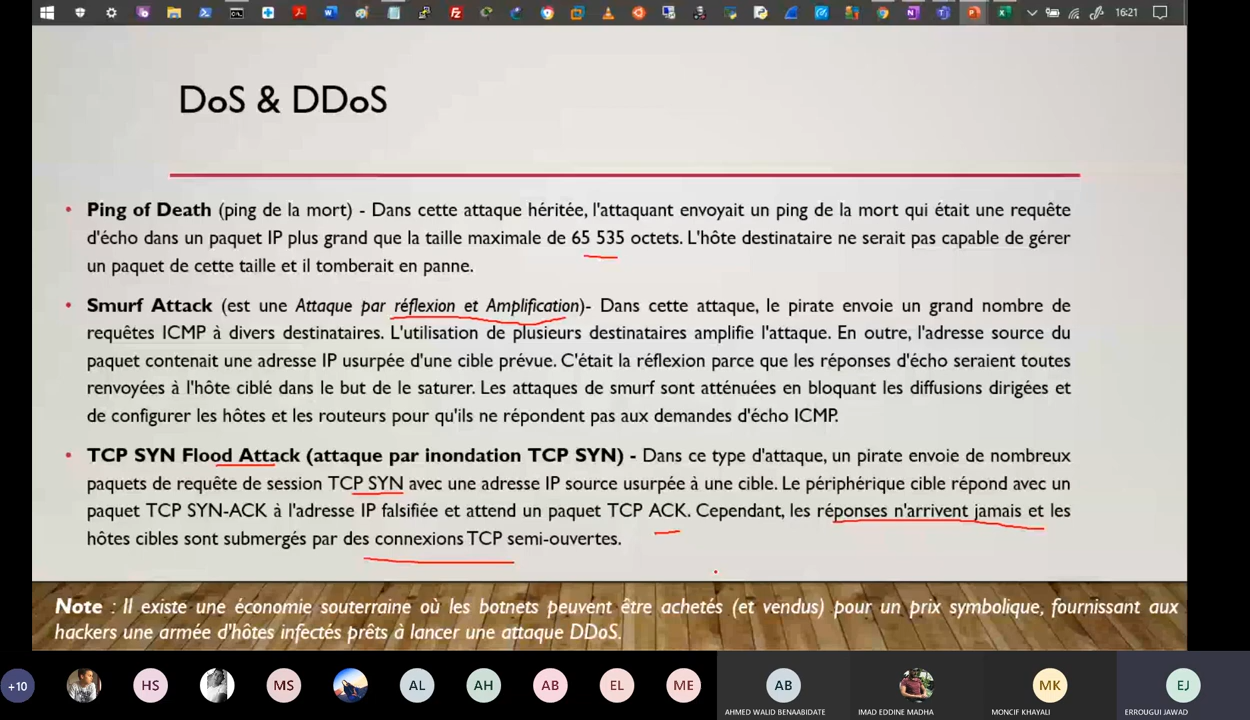 16:21
DoS & DDoS
• Ping of Death (ping de la mort) - Dans cette attaque héritée, l'attaquant envoyait un ping de la mort qui était une requête
d'écho dans un paquet IP plus grand que la taille maximale de 65 535 octets. L'hôte destinataire ne serait pas capable de gérer
un paquet de cette taille et il tomberait en panne.
• Smurf Attack (est une Attaque par réflexion et Amplification)- Dans cette attaque, le pirate envoie un grand nombre de
requêtes ICMP à divers destinataires. L'utilisation de plusieurs destinataires amplifie l'attaque. En outre, l'adresse source du
paquet contenait une adresse IP usurpée d'une cible prévue. C'était la réflexion parce que les réponses d'écho seraient toutes
renvoyées à l'hôte ciblé dans le but de le saturer. Les attaques de smurf sont atténuées en bloquant les diffusions dirigées et
de configurer les hôtes et les routeurs pour qu'ils ne répondent pas aux demandes d'écho ICMP.
• TCP SYN Flood Attack (attaque par inondation TCP SYN) - Dans ce type d'attaque, un pirate envoie de nombreux
paquets de requête de session TCP SYN avec une adresse IP source usurpée à une cible. Le périphérique cible répond avec un
paquet TCP SYN-ACK à l'adresse IP falsifiée et attend un paquet TCP ACK. Cependant, les réponses n'arrivent jamais et les
hôtes cibles sont submergés par des connexions TCP semi-ouvertes.
Note : Il existe une économie souterraine où les botnets peuvent être achetés (et vendus) pour un prix symbolique, fournissant aux
hackers une armée d'hôtes infectés prêts à lancer une attaque DDoS.
+10 HS MS AL AH AB EL ME AB MK EJ
AHMED WALID BENAABIDATE IMAD EDDINE MADHA MONCIF KHAYALI ERROUGUI JAWAD